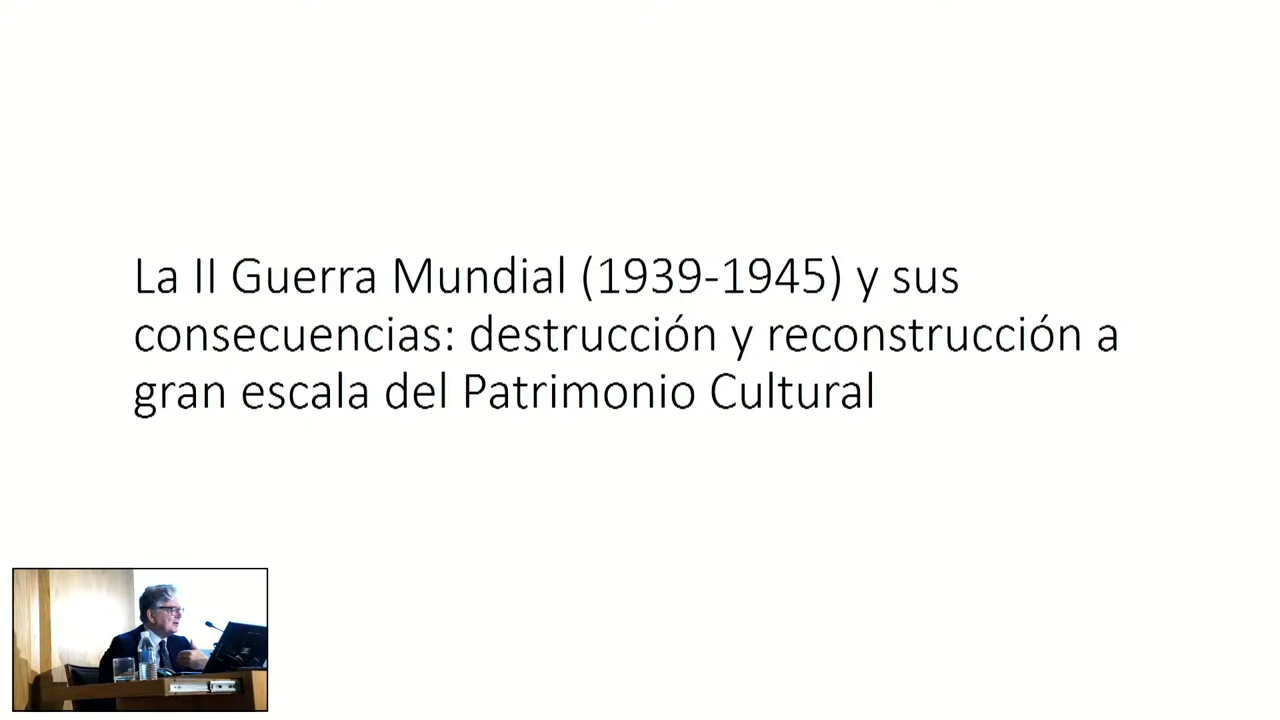 La II Guerra Mundial (1939-1945) y sus
consecuencias: destrucción y reconstrucción a
gran escala del Patrimonio Cultural